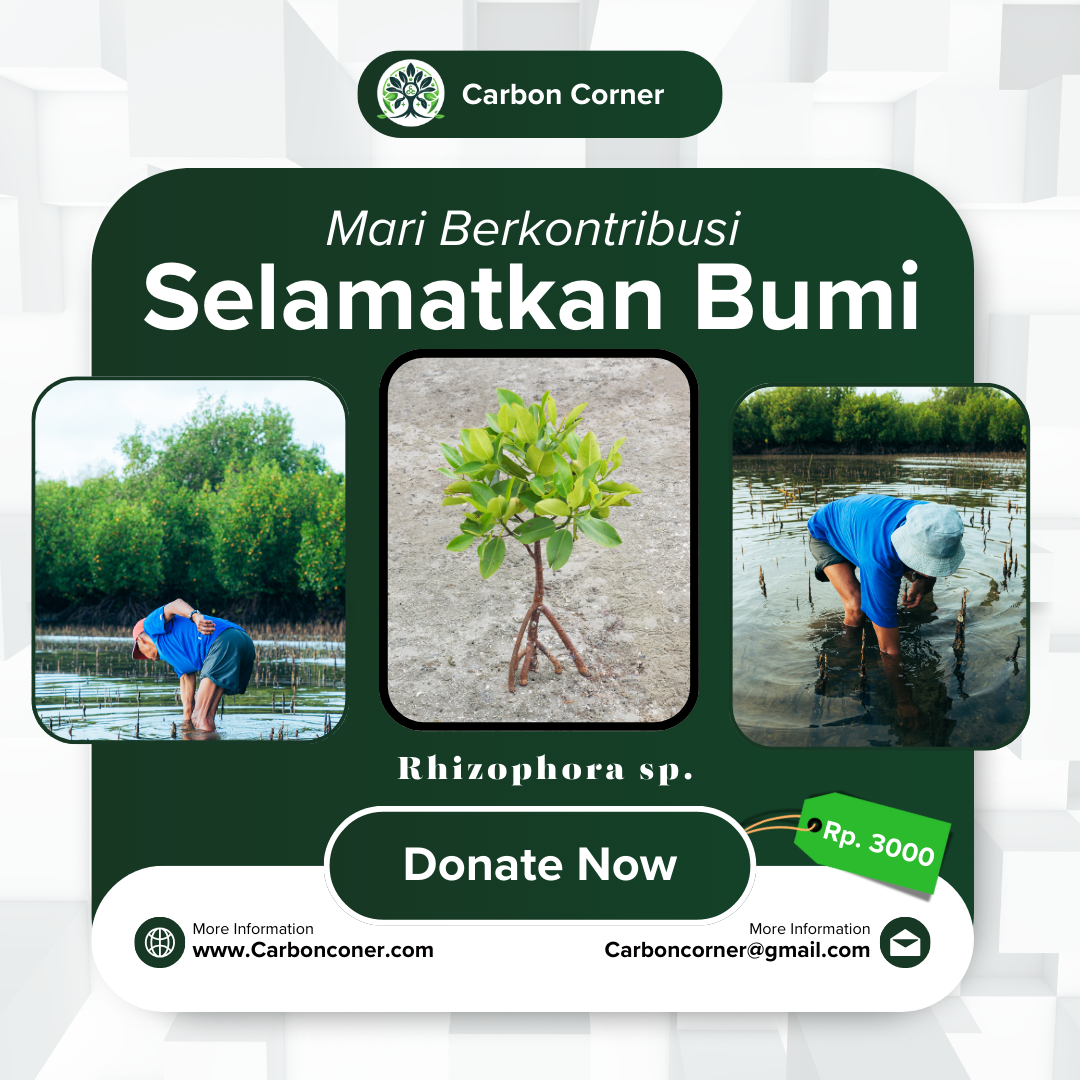 Carbon Corner
Mari Berkontribusi
Selamatkan Bumi
Rhizophora sp.
Donate Now
Rp. 3000
More Information
www.Carbonconer.com
More Information
Carboncorner@gmail.com